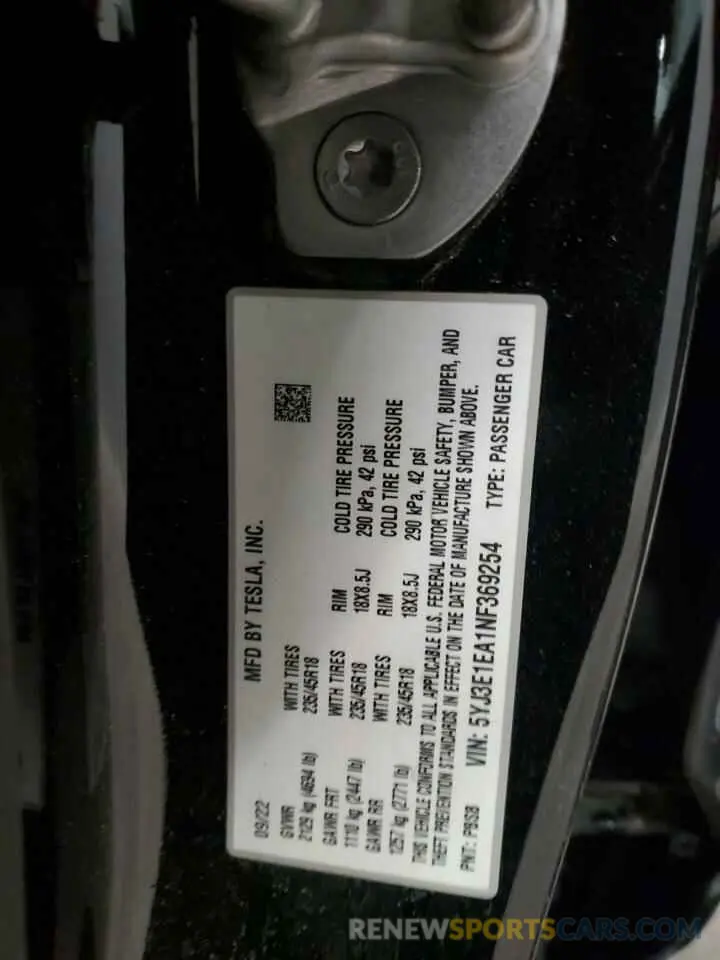 MFD BY TESLA, INC.
09/22
GVWR WITH TIRES
2129 kg (4694 lb) 235/45R18
GAWR FRT WITH TIRES RIM COLD TIRE PRESSURE
1110 kg (2447 lb) 235/45R18 18X8.5J 290 kPa, 42 psi
GAWR RR WITH TIRES RIM COLD TIRE PRESSURE
1257 kg (2771 lb) 235/45R18 18X8.5J 290 kPa, 42 psi
THIS VEHICLE CONFORMS TO ALL APPLICABLE U.S. FEDERAL MOTOR VEHICLE SAFETY, BUMPER, AND
THEFT PREVENTION STANDARDS IN EFFECT ON THE DATE OF MANUFACTURE SHOWN ABOVE.
PNT: PBSB VIN: 5YJ3E1EA1NF369254 TYPE: PASSENGER CAR
RENEWSPORTSCARS.COM